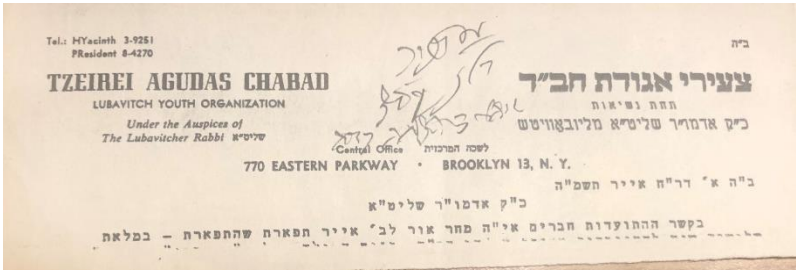 ב"ה
Tel.: HYacinth 3-9251
PResident 8-4270
TZEIREI AGUDAS CHABAD
LUBAVITCH YOUTH ORGANIZATION
Under the Auspices of
The Lubavitcher Rabbi שליט"א
צעירי אגודת חב"ד
תחת נשיאות
כ"ק אדמו"ר שליט"א מליובאוויטש
Central Office לשכה המרכזית
770 EASTERN PARKWAY • BROOKLYN 13, N. Y.
ב"ה א' דר"ח אייר תשמ"ה
כ"ק אדמו"ר שליט"א
בקשר ההתועדות חברים אי"ה מחר אור לב' אייר תפארת שהתפארת - במלאת